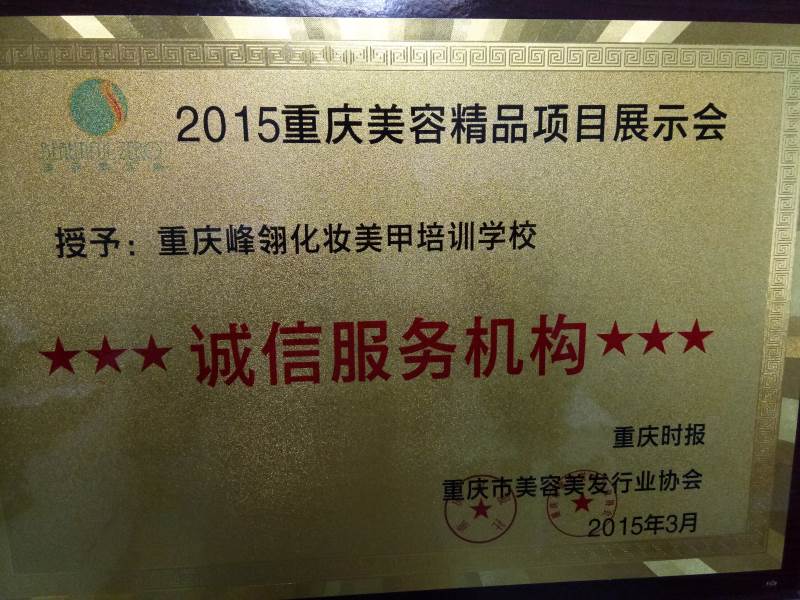 2015重庆美容精品项目展示会
授予：重庆峰翎化妆美甲培训学校
★★★诚信服务机构★★★
重庆时报
重庆市美容美发行业协会
2015年3月